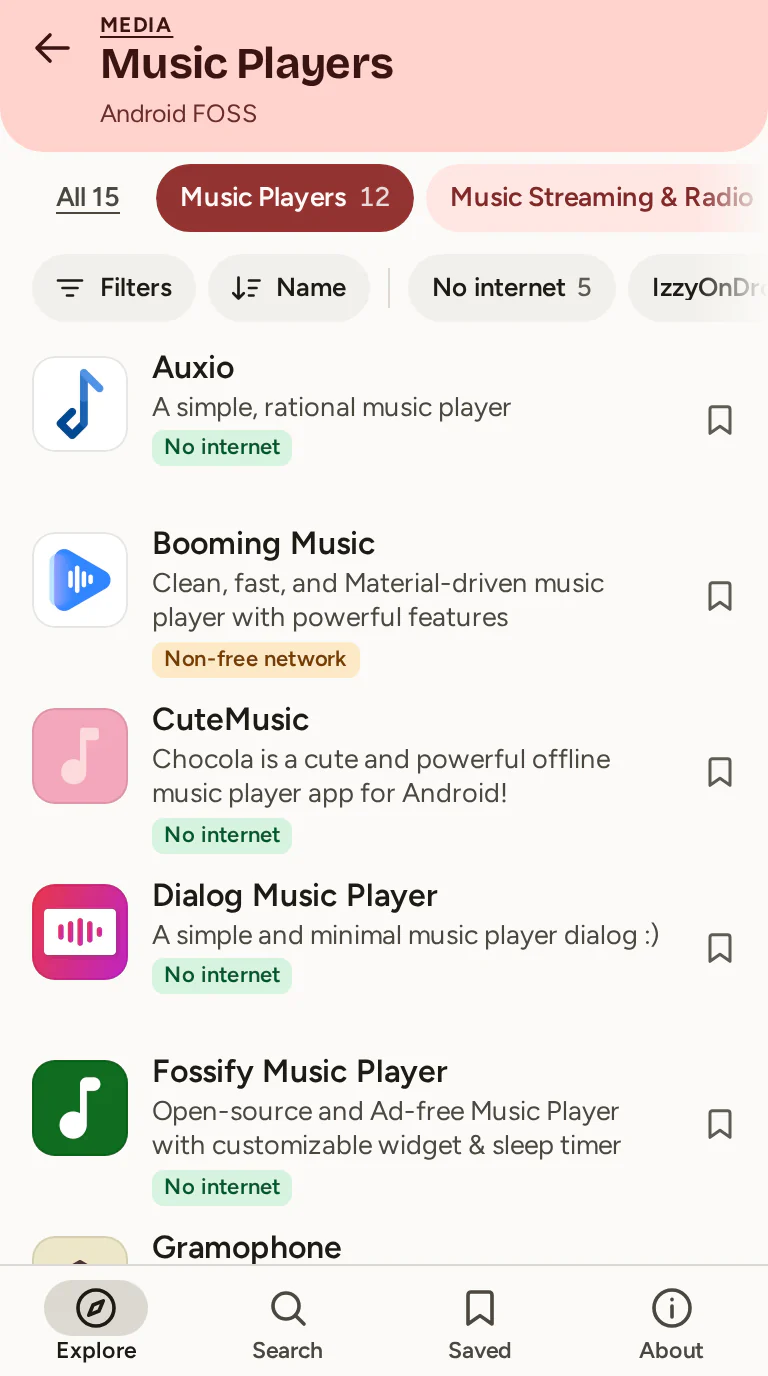 MEDIA
Music Players
Android FOSS
All 15
Music Players 12
Music Streaming & Radio
Filters
Name
No internet 5
IzzyOnDr
Auxio
A simple, rational music player
No internet
Booming Music
Clean, fast, and Material-driven music
player with powerful features
Non-free network
CuteMusic
Chocola is a cute and powerful offline
music player app for Android!
No internet
Dialog Music Player
A simple and minimal music player dialog :)
No internet
Fossify Music Player
Open-source and Ad-free Music Player
with customizable widget & sleep timer
No internet
Gramophone
Explore
Search
Saved
About